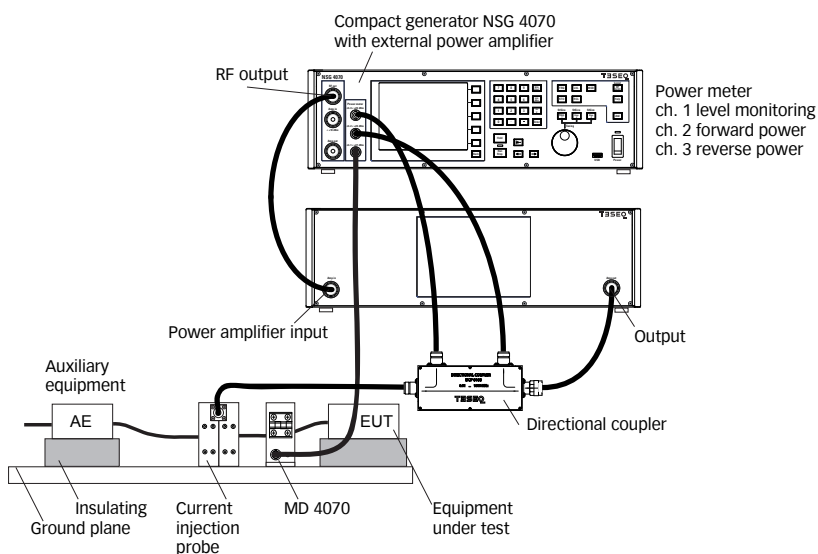 Compact generator NSG 4070
with external power amplifier
RF output
NSG 4070
TESEQ
Power meter
ch. 1 level monitoring
ch. 2 forward power
ch. 3 reverse power
TESEQ
Power amplifier input
Output
Auxiliary
equipment
DIRECTIONAL COUPLER
TESEQ
Directional coupler
AE
EUT
Insulating
Ground plane
Current
injection
probe
MD 4070
Equipment
under test